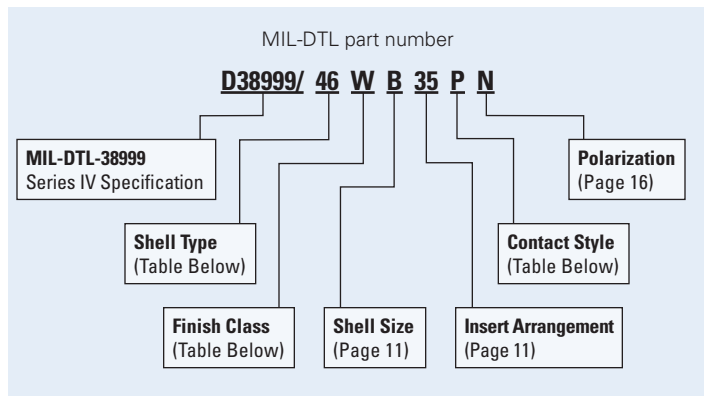 MIL-DTL part number
D38999/ 46 W B 35 P N
MIL-DTL-38999
Series IV Specification
Polarization
(Page 16)
Shell Type
(Table Below)
Contact Style
(Table Below)
Finish Class
(Table Below)
Shell Size
(Page 11)
Insert Arrangement
(Page 11)